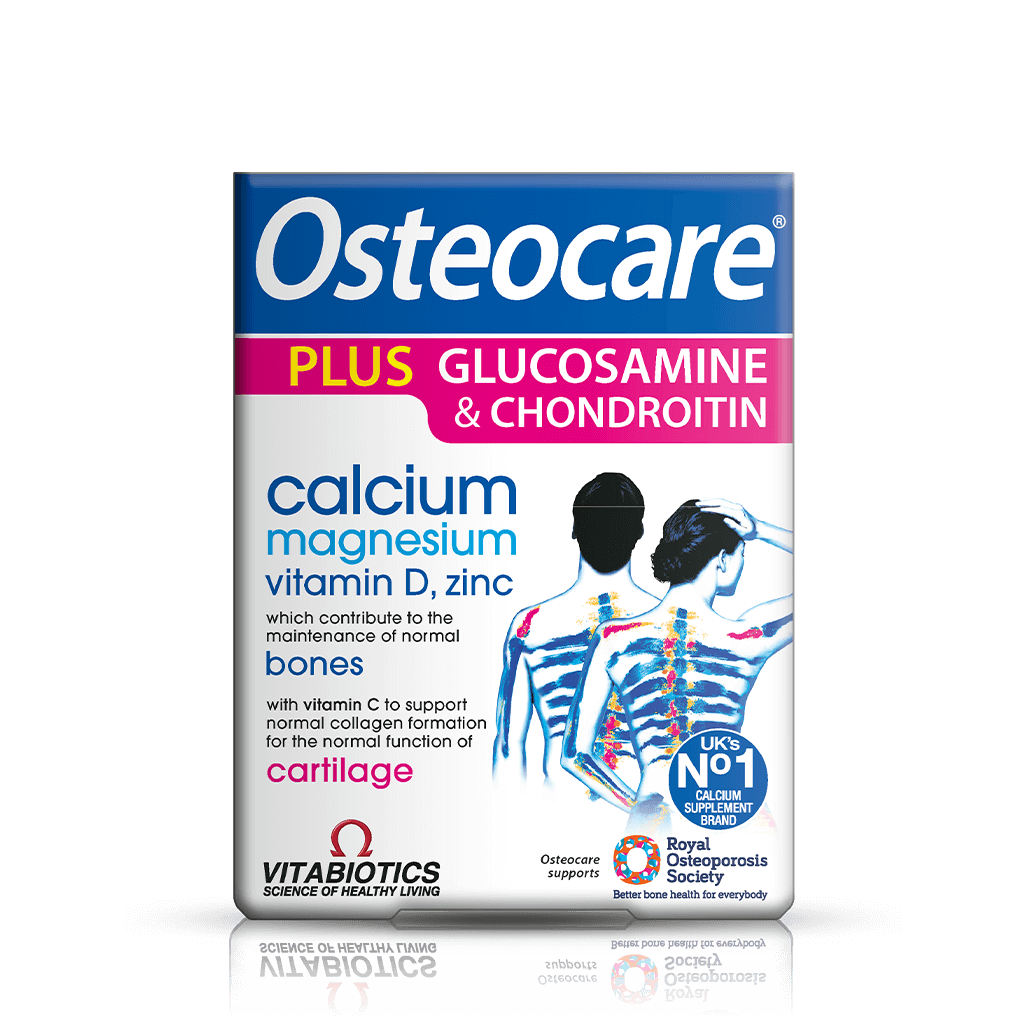 Osteocare®
PLUS GLUCOSAMINE
& CHONDROITIN
calcium
magnesium
vitamin D, zinc
which contribute to the
maintenance of normal
bones
with vitamin C to support
normal collagen formation
for the normal function of
cartilage
UK's
Nº1
CALCIUM
SUPPLEMENT
BRAND
VITABIOTICS
SCIENCE OF HEALTHY LIVING
Osteocare
supports
Royal
Osteoporosis
Society
Better bone health for everybody